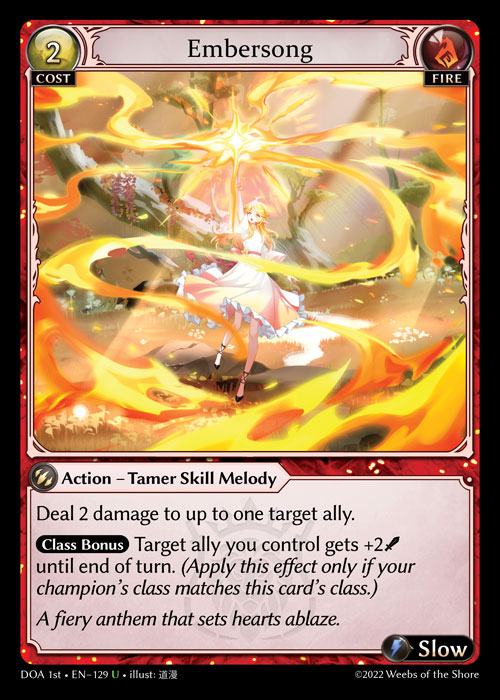 2
Embersong
COST
FIRE
Action – Tamer Skill Melody
Deal 2 damage to up to one target ally.
Class Bonus Target ally you control gets +2
until end of turn. (Apply this effect only if your
champion's class matches this card's class.)
A fiery anthem that sets hearts ablaze.
Slow
DOA 1st • EN–129 U • illust: 道漫
©2022 Weebs of the Shore